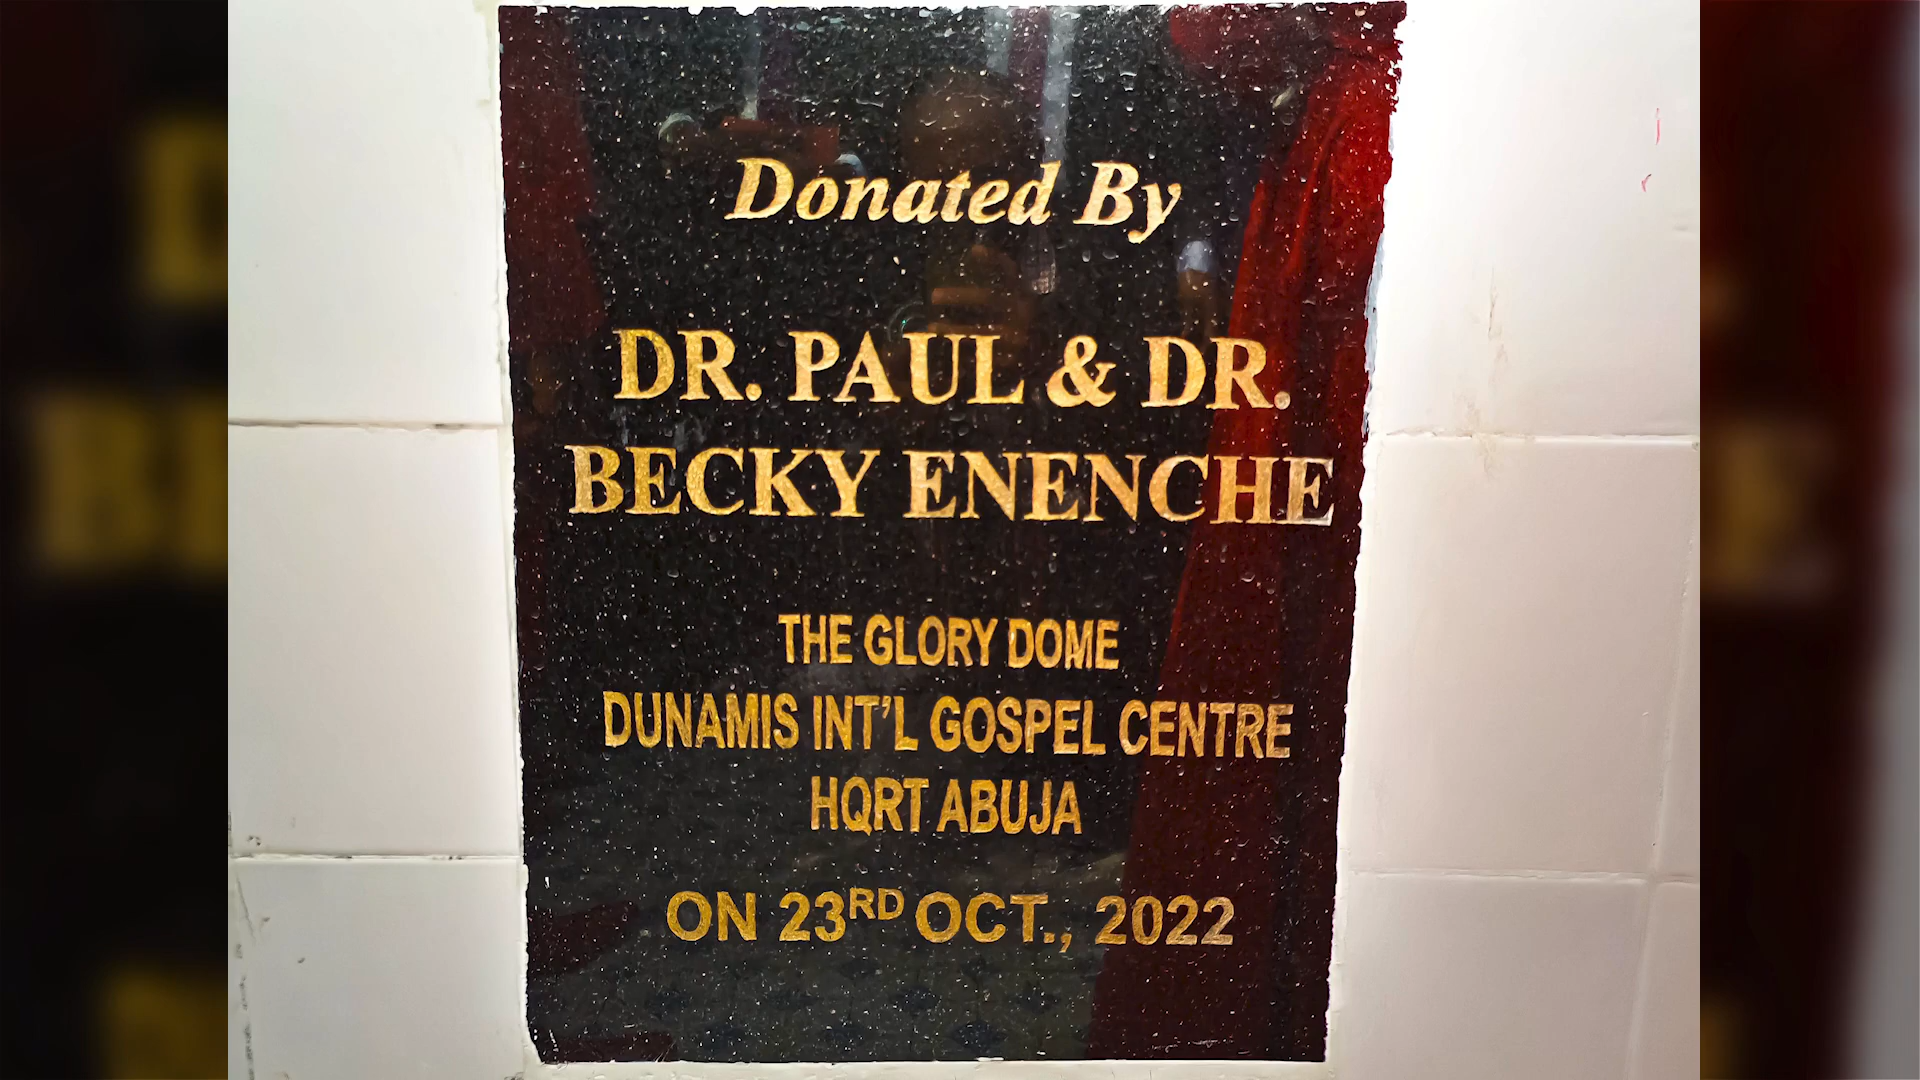 Donated By
DR. PAUL & DR.
BECKY ENENCHE
THE GLORY DOME
DUNAMIS INT'L GOSPEL CENTRE
HQRT ABUJA
ON 23RD OCT., 2022